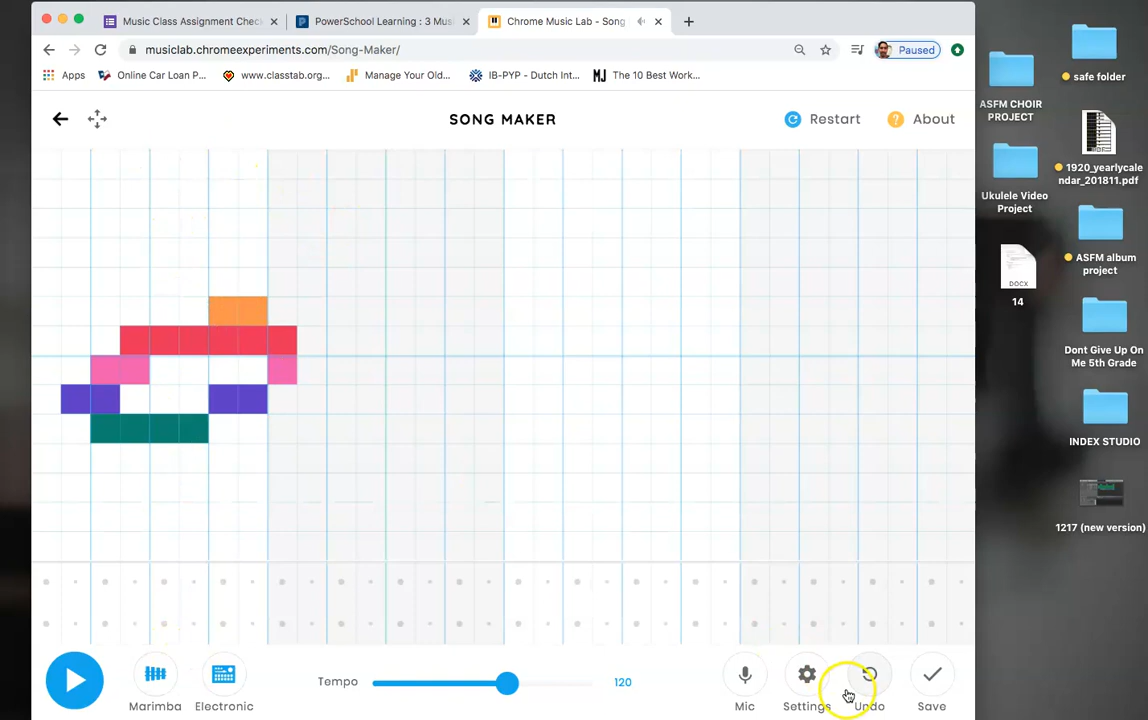 Music Class Assignment Check
PowerSchool Learning : 3 Mus
Chrome Music Lab - Song
musiclab.chromeexperiments.com/Song-Maker/
Paused
Apps
Online Car Loan P...
www.classtab.org...
Manage Your Old...
IB-PYP - Dutch Int...
MJ
The 10 Best Work...
SONG MAKER
Restart
? About
Tempo
120
Marimba
Electronic
Mic
Settings
Undo
Save
safe folder
ASFM CHOIR
PROJECT
1920_yearlycale
ndar_201811.pdf
Ukulele Video
Project
ASFM album
project
DOCX
14
Dont Give Up On
Me 5th Grade
INDEX STUDIO
1217 (new version)